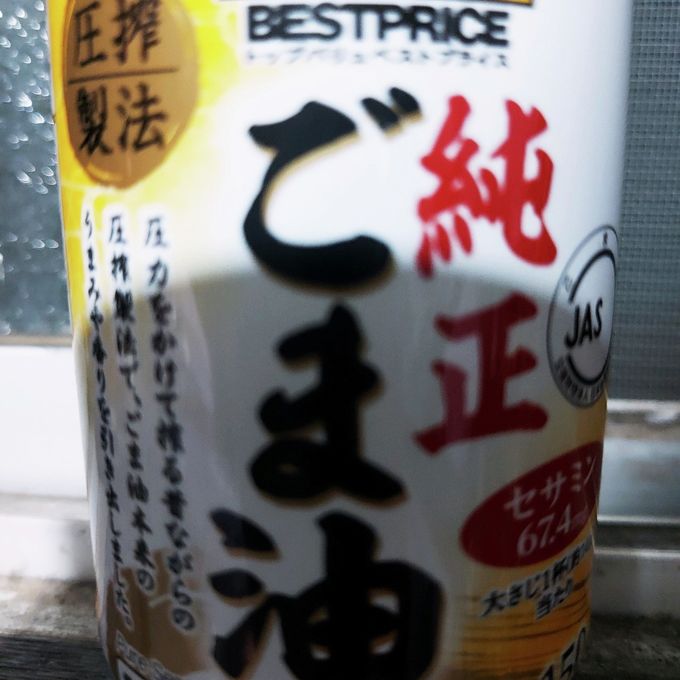 BESTPRICE
トップバリュベストプライス
圧搾
製法
純正
ごま油
JAS
圧力をかけて搾る昔ながらの
圧搾製法で、ごま油本来の
うまみや香りを引き出しました。
セサミン
67.4
大さじ1杯
当たり